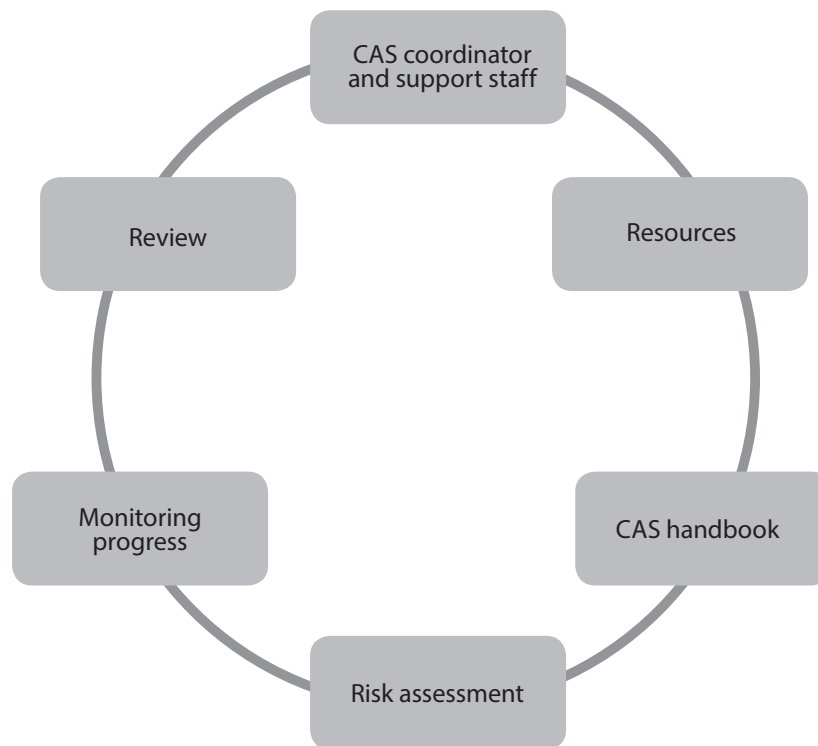 CAS coordinator
and support staff
Resources
CAS handbook
Risk assessment
Monitoring
progress
Review